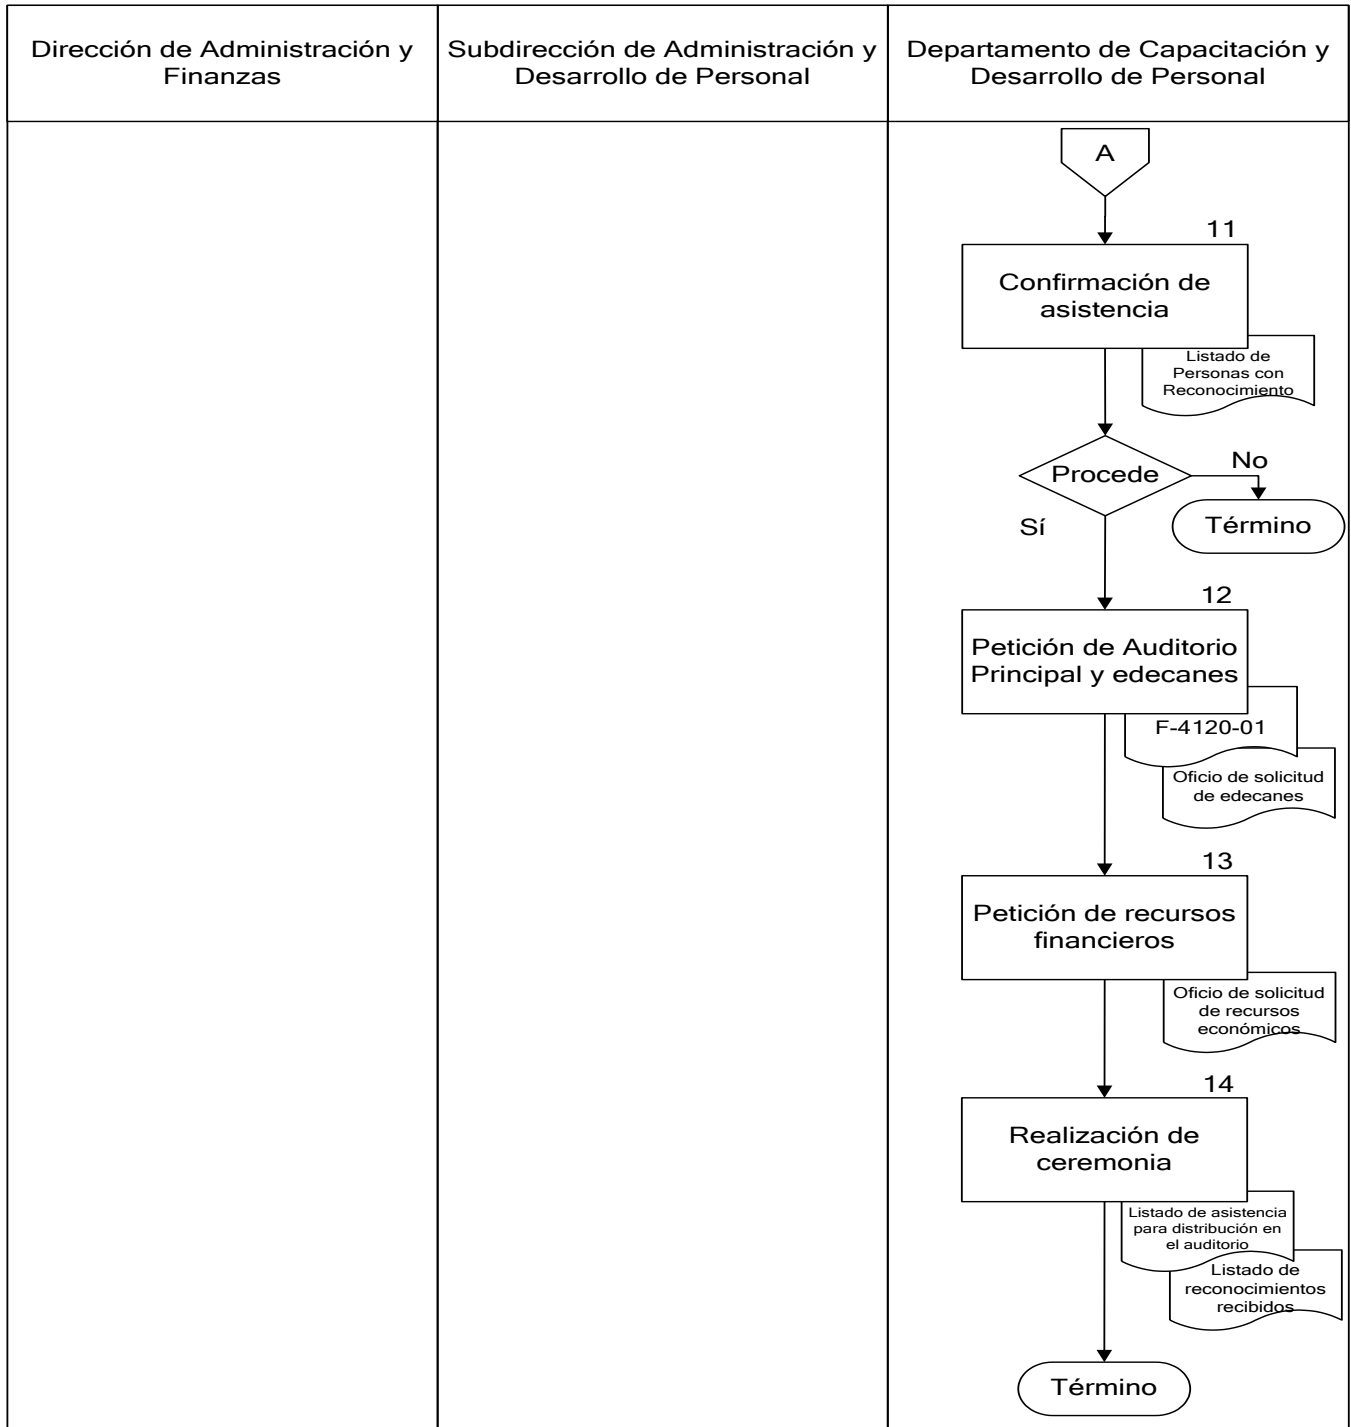 Dirección de Administración y
Finanzas
Subdirección de Administración y
Desarrollo de Personal
Departamento de Capacitación y
Desarrollo de Personal
A
11
Confirmación de
asistencia
Listado de
Personas con
Reconocimiento
Procede
No
Término
Sí
12
Petición de Auditorio
Principal y edecanes
F-4120-01
Oficio de solicitud
de edecanes
13
Petición de recursos
financieros
Oficio de solicitud
de recursos
económicos
14
Realización de
ceremonia
Listado de asistencia
para distribución en
el auditorio
Listado de
reconocimientos
recibidos
Término